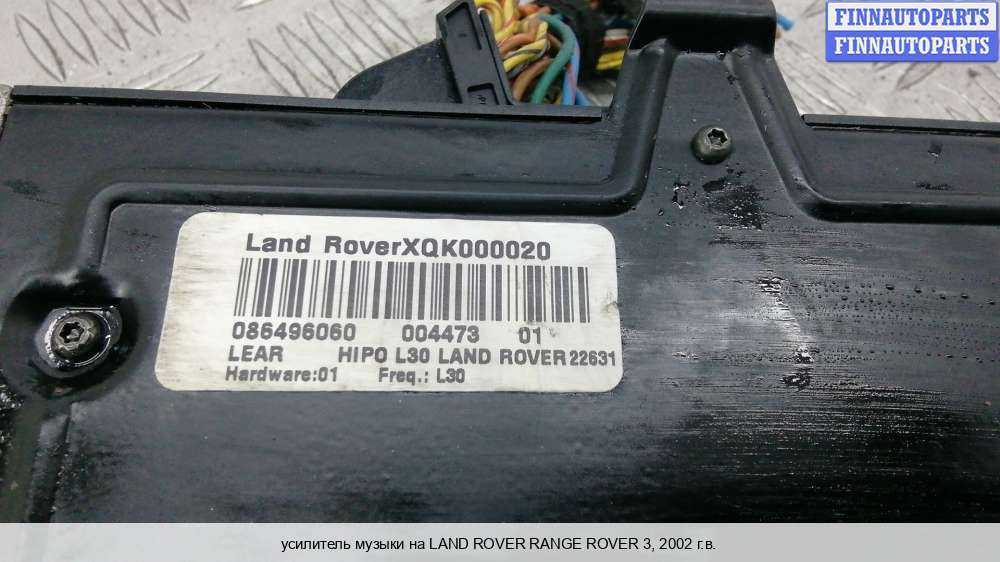 FINNAUTOPARTS
FINNAUTOPARTS
Land RoverXQK000020
086496060 004473 01
LEAR HIPO L30 LAND ROVER 22631
Hardware:01 Freq.: L30
усилитель музыки на LAND ROVER RANGE ROVER 3, 2002 г.в.